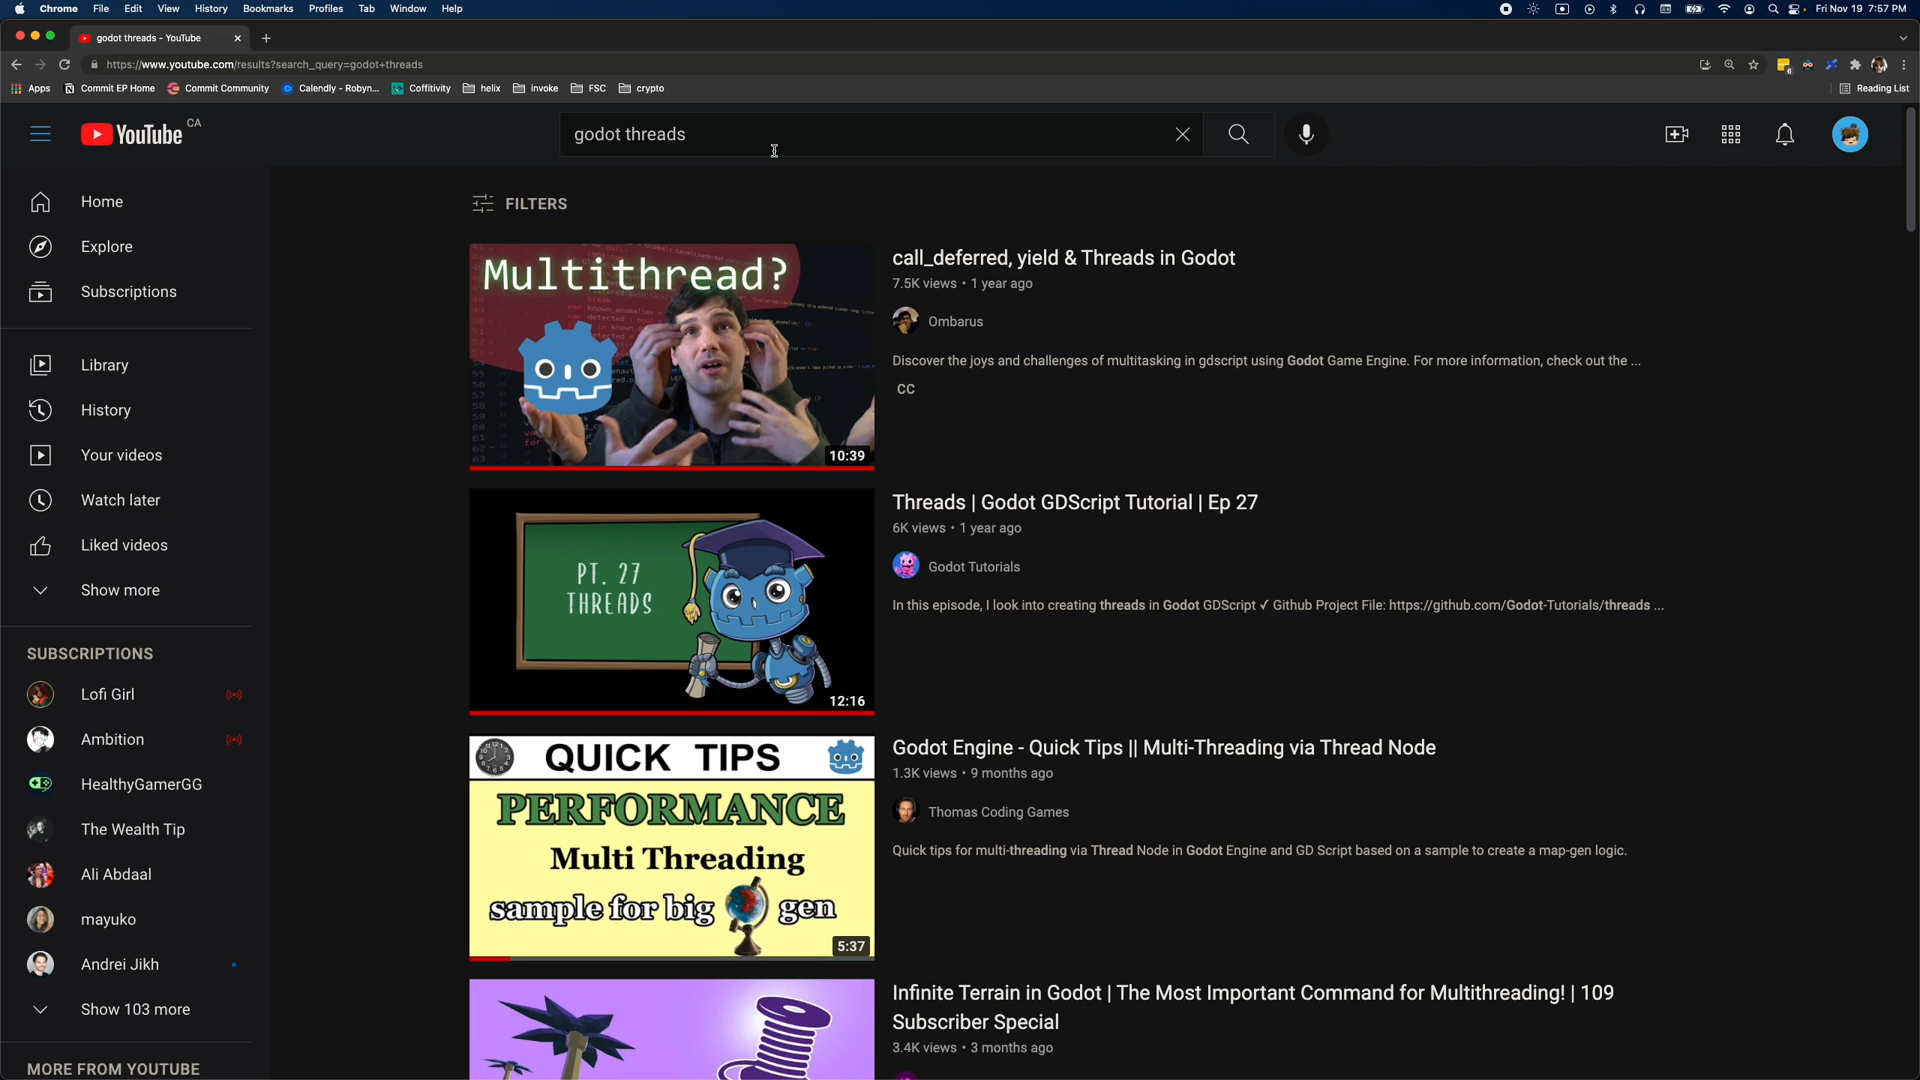 Chrome File Edit View History Bookmarks Profiles Tab Window Help
Fri Nov 19 7:57 PM
godot threads - YouTube
https://www.youtube.com/results?search_query=godot+threads
Apps Commit EP Home Commit Community Calendly - Robyn... Coffitivity helix invoke FSC crypto
Reading List
YouTube CA
godot threads
Home
Explore
Subscriptions
Library
History
Your videos
Watch later
Liked videos
Show more
SUBSCRIPTIONS
Lofi Girl
Ambition
HealthyGamerGG
The Wealth Tip
Ali Abdaal
mayuko
Andrei Jikh
Show 103 more
MORE FROM YOUTUBE
FILTERS
Multithread?
10:39
call_deferred, yield & Threads in Godot
7.5K views • 1 year ago
Ombarus
Discover the joys and challenges of multitasking in gdscript using Godot Game Engine. For more information, check out the ...
CC
PT. 27
THREADS
12:16
Threads | Godot GDScript Tutorial | Ep 27
6K views • 1 year ago
Godot Tutorials
In this episode, I look into creating threads in Godot GDScript ✓ Github Project File: https://github.com/Godot-Tutorials/threads ...
QUICK TIPS
PERFORMANCE
Multi Threading
sample for big gen
5:37
Godot Engine - Quick Tips || Multi-Threading via Thread Node
1.3K views • 9 months ago
Thomas Coding Games
Quick tips for multi-threading via Thread Node in Godot Engine and GD Script based on a sample to create a map-gen logic.
Infinite Terrain in Godot | The Most Important Command for Multithreading! | 109
Subscriber Special
3.4K views • 3 months ago